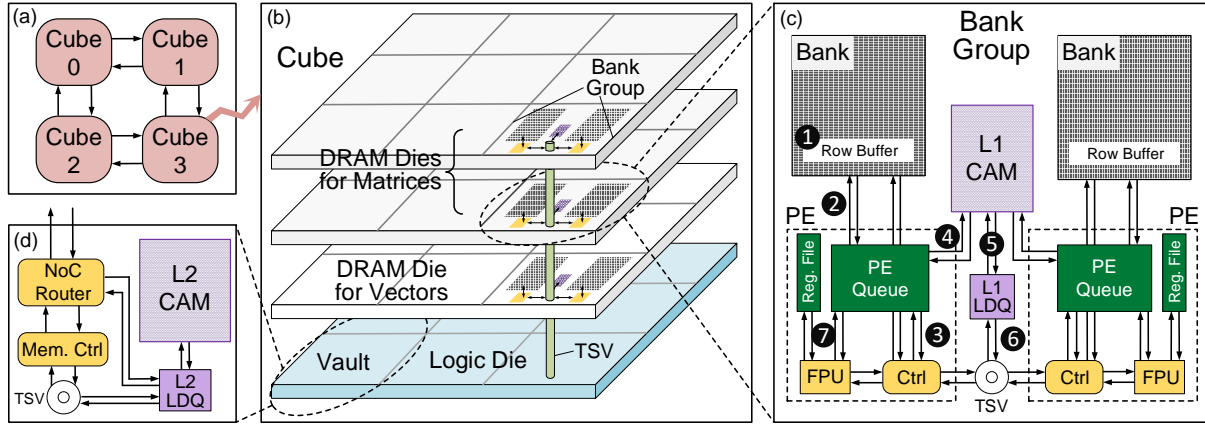 (a)
Cube
0
Cube
1
Cube
2
Cube
3
(b)
Cube
Bank
Group
DRAM Dies
for Matrices
DRAM Die
for Vectors
Vault
Logic Die
TSV
(c)
Bank
Group
Bank
Bank
1
Row Buffer
Row Buffer
L1
CAM
2
PE
PE
4
5
Reg. File
PE
Queue
L1
LDQ
PE
Queue
Reg. File
7
3
6
FPU
Ctrl
TSV
Ctrl
FPU
(d)
NoC
Router
L2
CAM
Mem. Ctrl
L2
LDQ
TSV